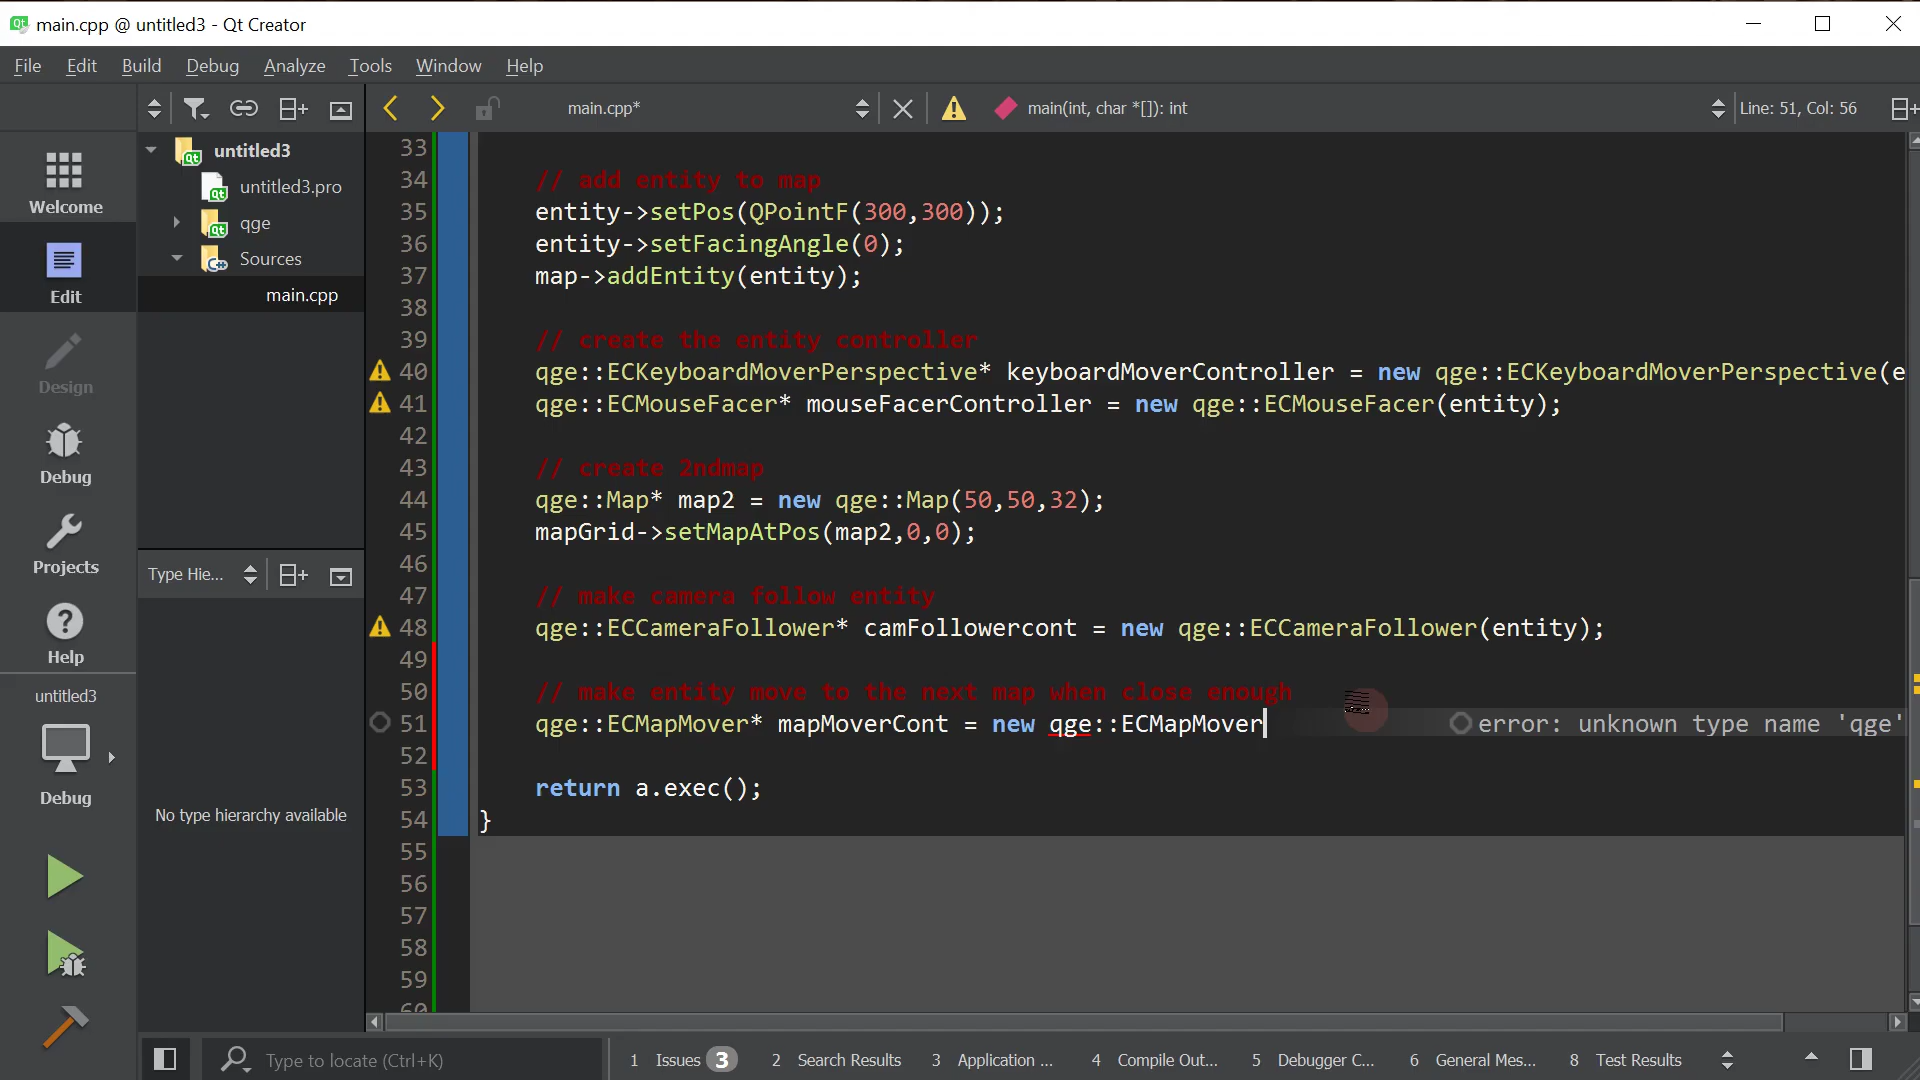 main.cpp @ untitled3 - Qt Creator
File Edit Build Debug Analyze Tools Window Help
main.cpp* main(int, char *[]): int Line: 51, Col: 56
Welcome
Edit
Design
Debug
Projects
Help
untitled3
Debug
untitled3
untitled3.pro
qge
Sources
main.cpp
Type Hie...
No type hierarchy available
33
34 // add entity to map
35 entity->setPos(QPointF(300,300));
36 entity->setFacingAngle(0);
37 map->addEntity(entity);
38
39 // create the entity controller
40 qge::ECKeyboardMoverPerspective* keyboardMoverController = new qge::ECKeyboardMoverPerspective(e
41 qge::ECMouseFacer* mouseFacerController = new qge::ECMouseFacer(entity);
42
43 // create 2ndmap
44 qge::Map* map2 = new qge::Map(50,50,32);
45 mapGrid->setMapAtPos(map2,0,0);
46
47 // make camera follow entity
48 qge::ECCameraFollower* camFollowercont = new qge::ECCameraFollower(entity);
49
50 // make entity move to the next map when close enough
51 qge::ECMapMover* mapMoverCont = new qge::ECMapMover error: unknown type name 'qge'
52
53 return a.exec();
54 }
55
56
57
58
59
60
Type to locate (Ctrl+K) 1 Issues 3 2 Search Results 3 Application ... 4 Compile Out... 5 Debugger C... 6 General Mes... 8 Test Results